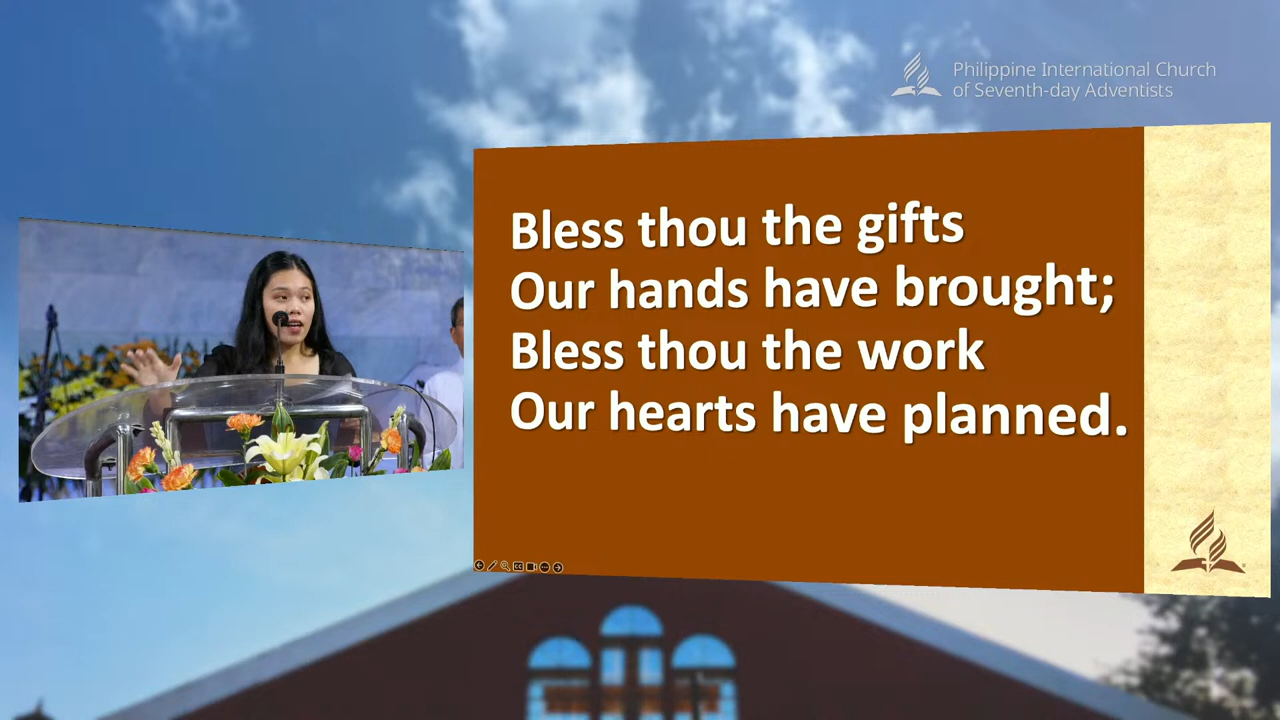 Philippine International Church
of Seventh-day Adventists
Bless thou the gifts
Our hands have brought;
Bless thou the work
Our hearts have planned.